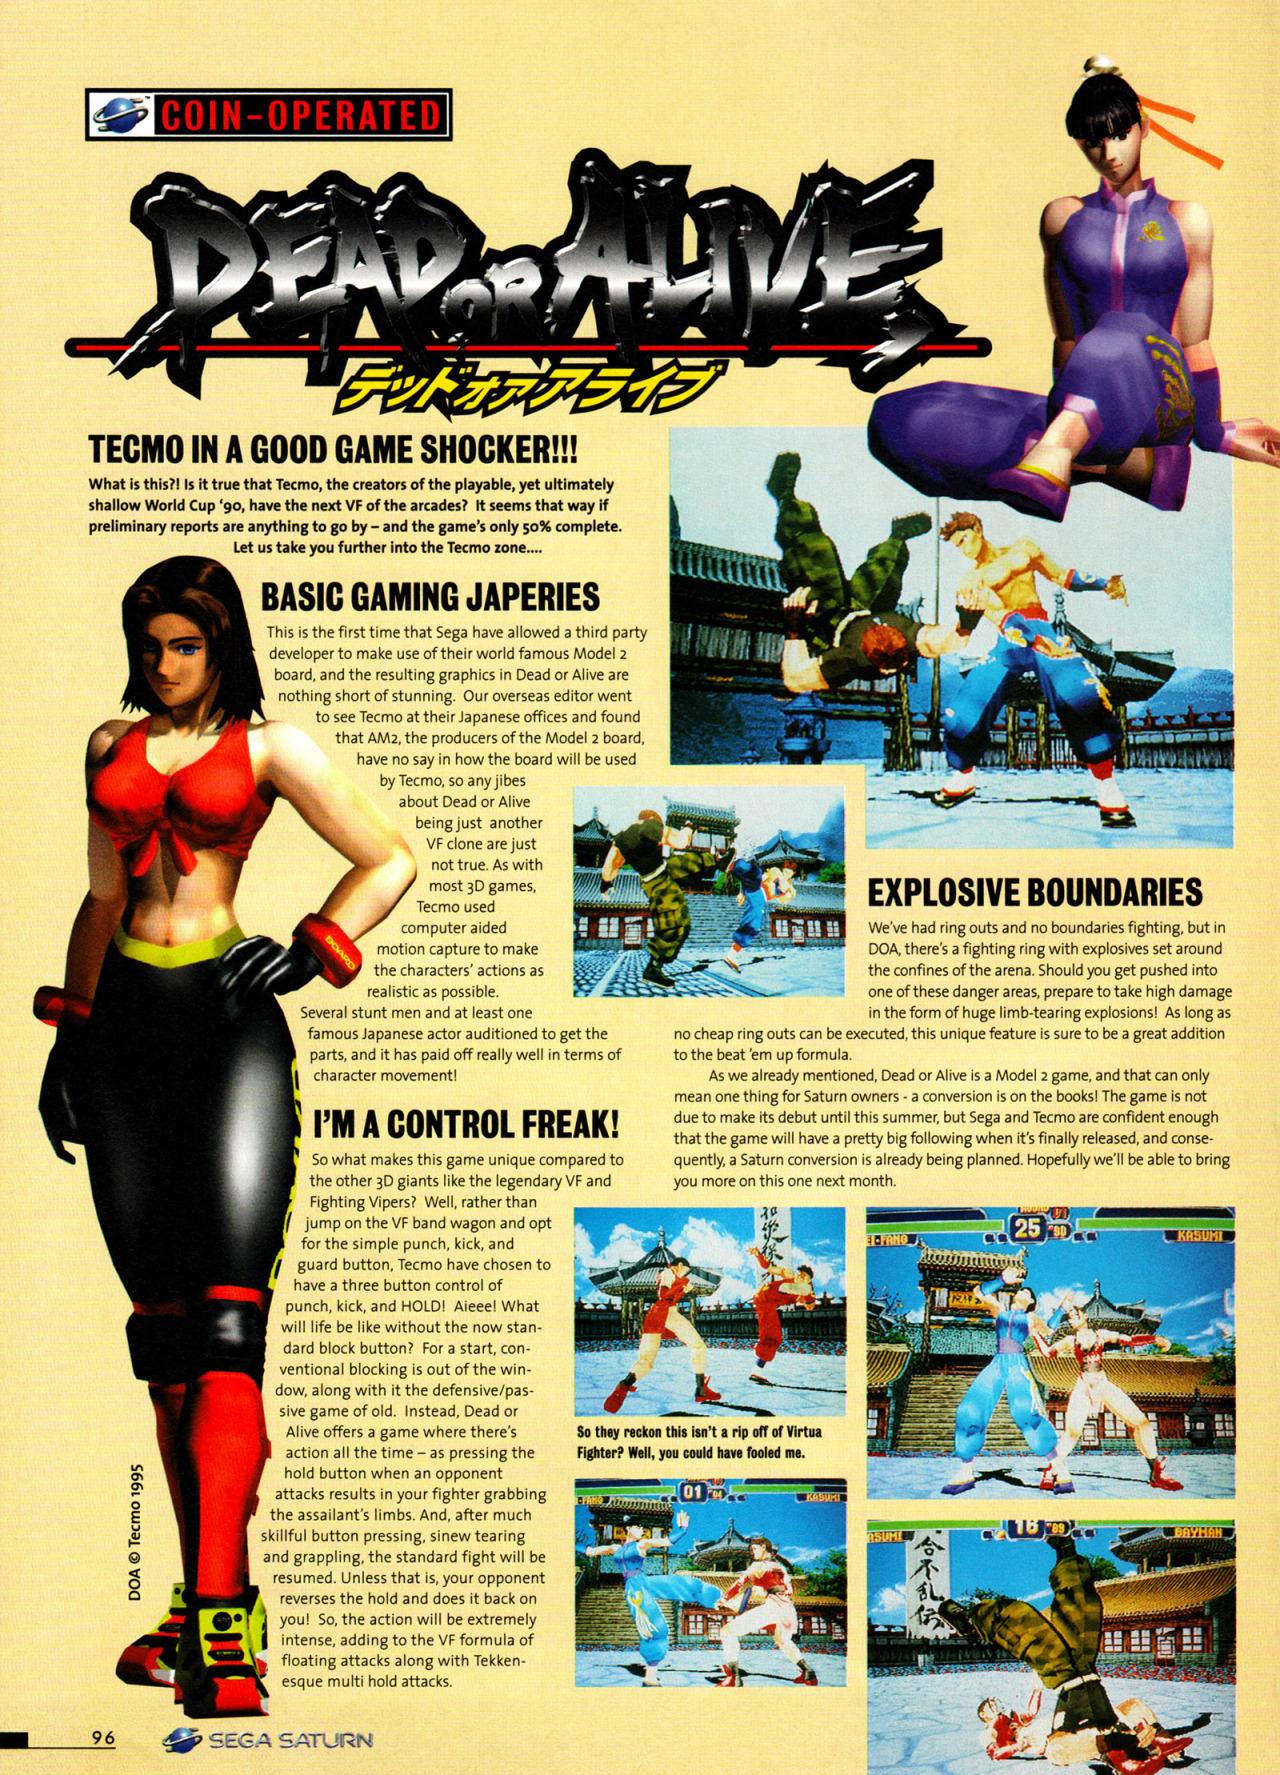 COIN-OPERATED
DEAD OR ALIVE
デッドオアアライブ
TECMO IN A GOOD GAME SHOCKER!!!
What is this?! Is it true that Tecmo, the creators of the playable, yet ultimately
shallow World Cup ‘90, have the next VF of the arcades? It seems that way if
preliminary reports are anything to go by – and the game's only 50% complete.
Let us take you further into the Tecmo zone....
BASIC GAMING JAPERIES
This is the first time that Sega have allowed a third party
developer to make use of their world famous Model 2
board, and the resulting graphics in Dead or Alive are
nothing short of stunning. Our overseas editor went
to see Tecmo at their Japanese offices and found
that AM2, the producers of the Model 2 board,
have no say in how the board will be used
by Tecmo, so any jibes
about Dead or Alive
being just another
VF clone are just
not true. As with
most 3D games,
Tecmo used
computer aided
motion capture to make
the characters' actions as
realistic as possible.
Several stunt men and at least one
famous Japanese actor auditioned to get the
parts, and it has paid off really well in terms of
character movement!
I'M A CONTROL FREAK!
So what makes this game unique compared to
the other 3D giants like the legendary VF and
Fighting Vipers? Well, rather than
jump on the VF band wagon and opt
for the simple punch, kick, and
guard button, Tecmo have chosen to
have a three button control of
punch, kick, and HOLD! Aieee! What
will life be like without the now stan-
dard block button? For a start, con-
ventional blocking is out of the win-
dow, along with it the defensive/pas-
sive game of old. Instead, Dead or
Alive offers a game where there's
action all the time – as pressing the
hold button when an opponent
attacks results in your fighter grabbing
the assailant's limbs. And, after much
skillful button pressing, sinew tearing
and grappling, the standard fight will be
resumed. Unless that is, your opponent
reverses the hold and does it back on
you! So, the action will be extremely
intense, adding to the VF formula of
floating attacks along with Tekken-
esque multi hold attacks.
EXPLOSIVE BOUNDARIES
We've had ring outs and no boundaries fighting, but in
DOA, there's a fighting ring with explosives set around
the confines of the arena. Should you get pushed into
one of these danger areas, prepare to take high damage
in the form of huge limb-tearing explosions! As long as
no cheap ring outs can be executed, this unique feature is sure to be a great addition
to the beat 'em up formula.
As we already mentioned, Dead or Alive is a Model 2 game, and that can only
mean one thing for Saturn owners - a conversion is on the books! The game is not
due to make its debut until this summer, but Sega and Tecmo are confident enough
that the game will have a pretty big following when it's finally released, and conse-
quently, a Saturn conversion is already being planned. Hopefully we'll be able to bring
you more on this one next month.
So they reckon this isn't a rip off of Virtua
Fighter? Well, you could have fooled me.
25 "90
EI-FANG
KASUMI
01 "04
E-FANG
KASUMI
18 "89
ASUMI
BAYMAN
合不乱伝
DOARD
DOA © Tecmo 1995
96
SEGA SATURN